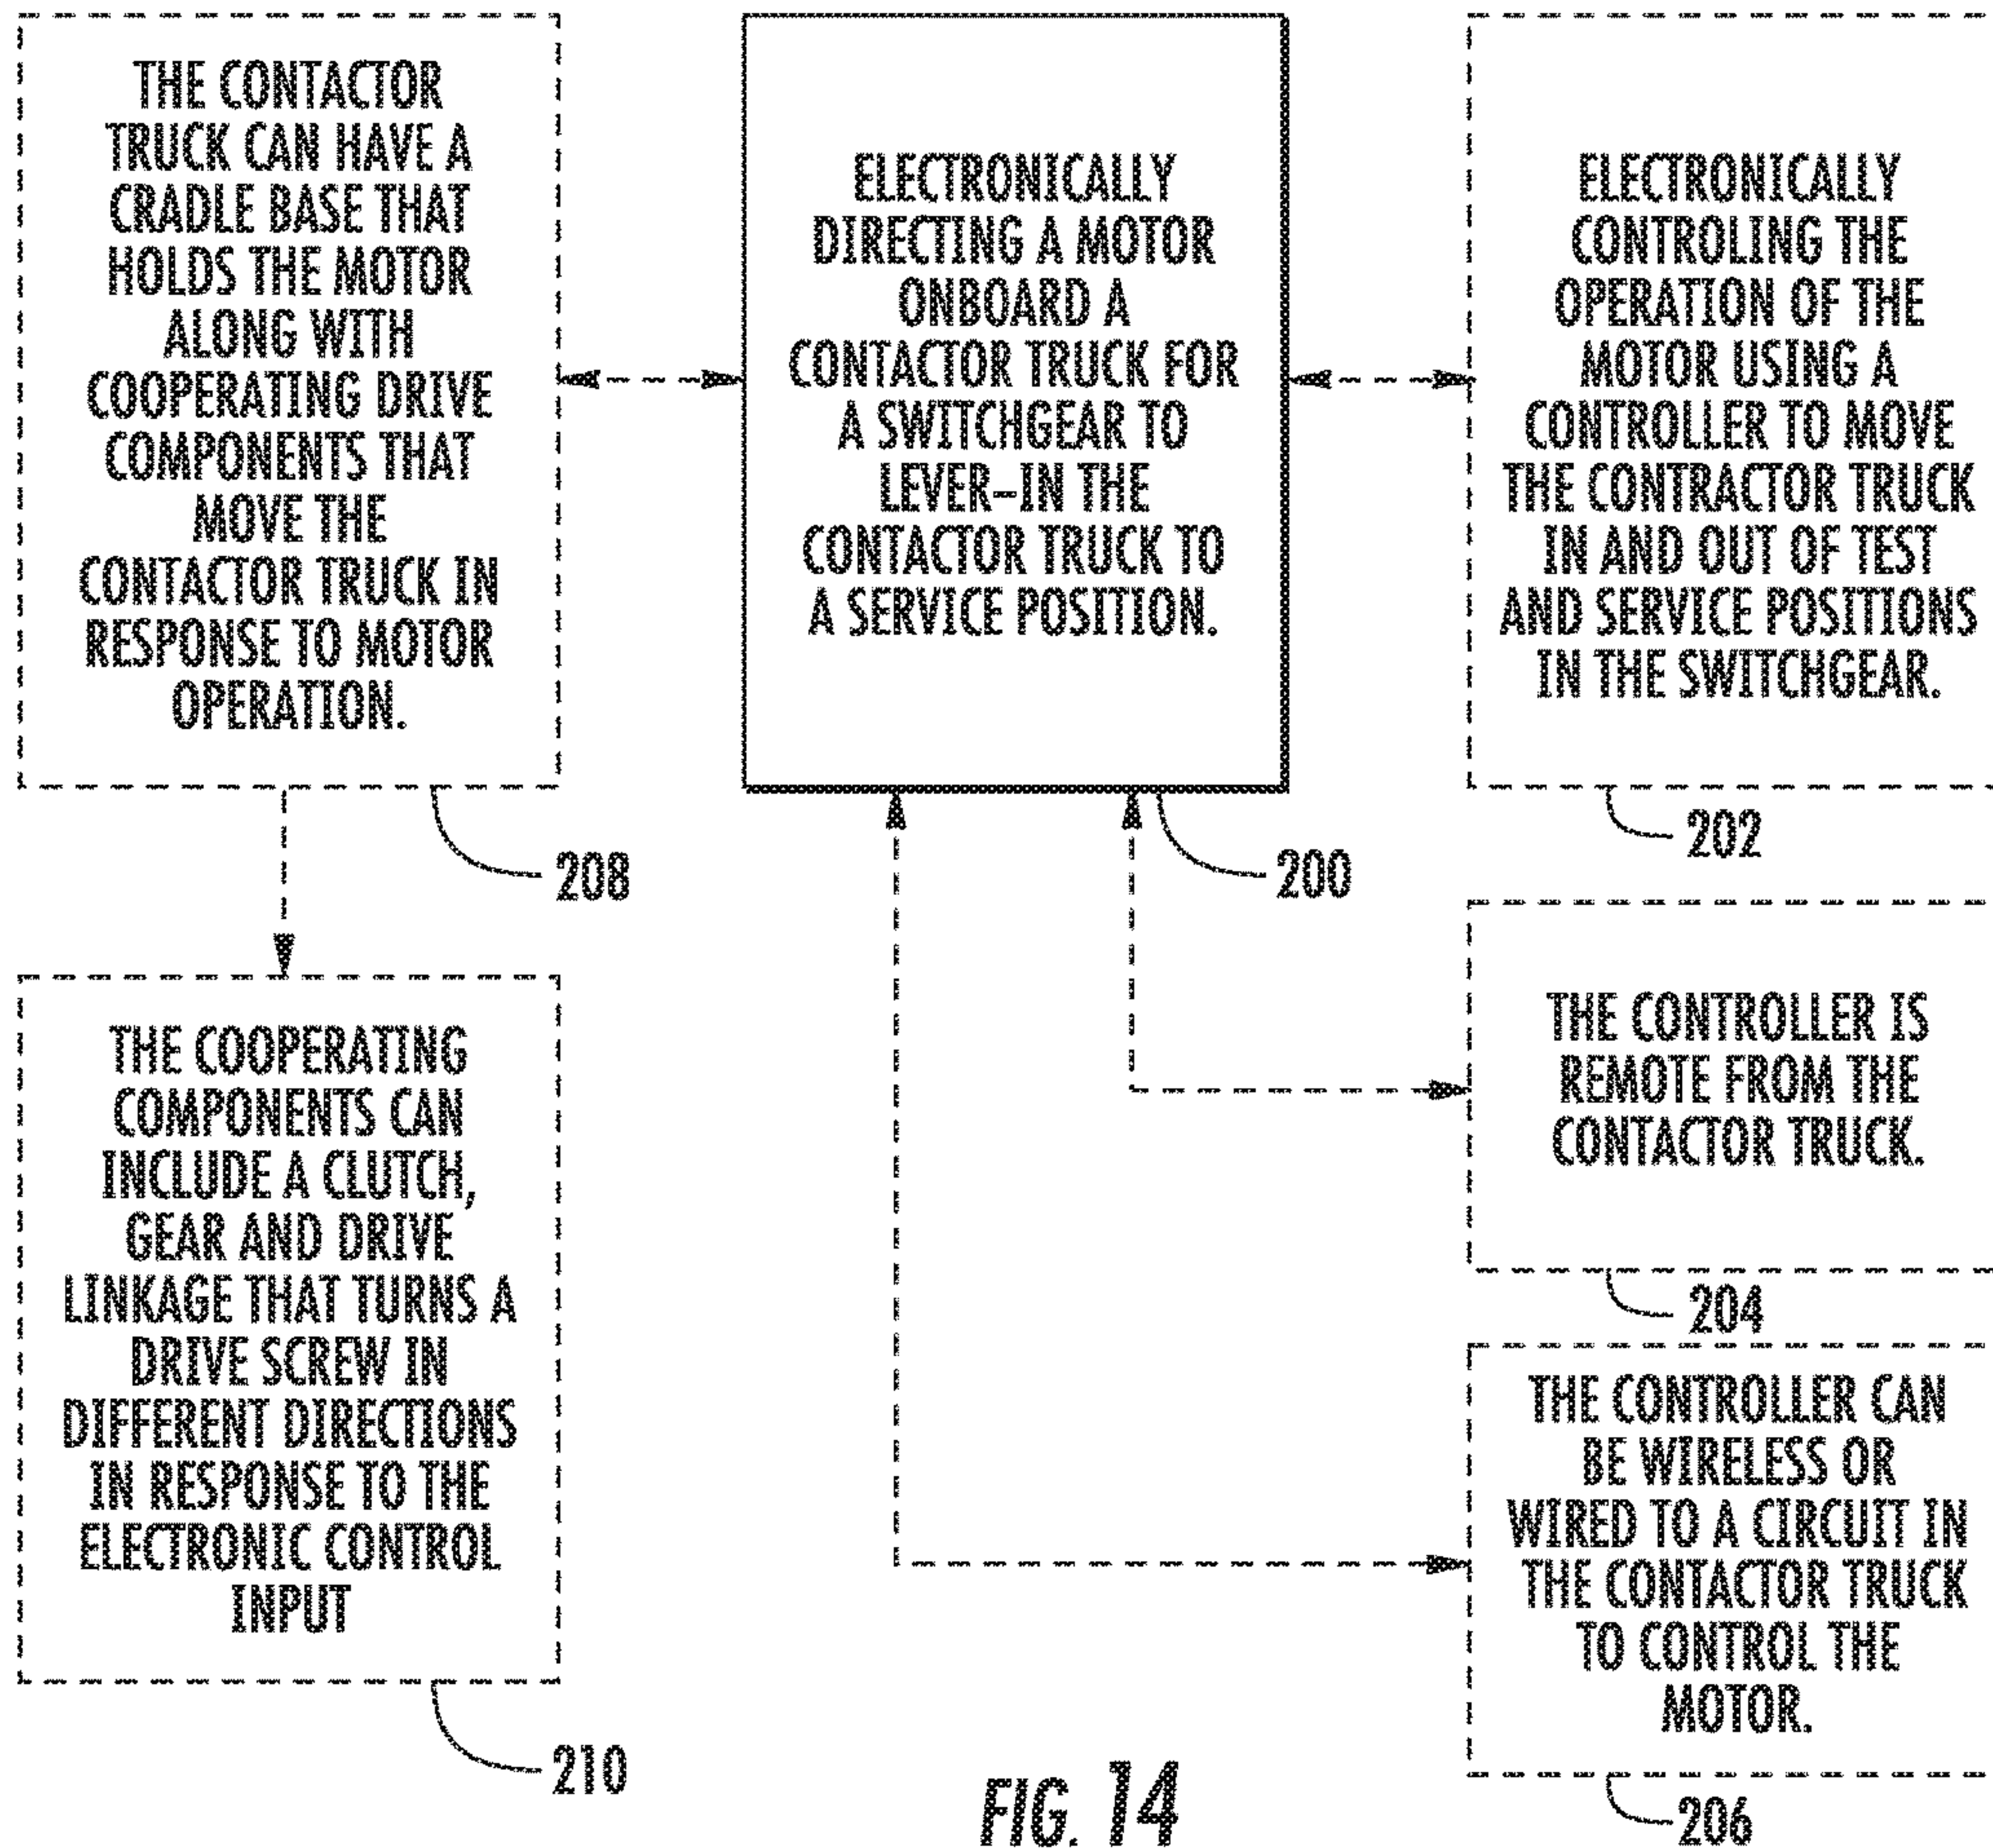 THE CONTACTOR
TRUCK CAN HAVE A
CRADLE BASE THAT
HOLDS THE MOTOR
ALONG WITH
COOPERATING DRIVE
COMPONENTS THAT
MOVE THE
CONTACTOR TRUCK IN
RESPONSE TO MOTOR
OPERATION.
208
ELECTRONICALLY
DIRECTING A MOTOR
ONBOARD A
CONTACTOR TRUCK FOR
A SWITCHGEAR TO
LEVER-IN THE
CONTACTOR TRUCK TO
A SERVICE POSITION.
200
ELECTRONICALLY
CONTROLING THE
OPERATION OF THE
MOTOR USING A
CONTROLLER TO MOVE
THE CONTRACTOR TRUCK
IN AND OUT OF TEST
AND SERVICE POSITIONS
IN THE SWITCHGEAR.
202
THE COOPERATING
COMPONENTS CAN
INCLUDE A CLUTCH,
GEAR AND DRIVE
LINKAGE THAT TURNS A
DRIVE SCREW IN
DIFFERENT DIRECTIONS
IN RESPONSE TO THE
ELECTRONIC CONTROL
INPUT
210
THE CONTROLLER IS
REMOTE FROM THE
CONTACTOR TRUCK.
204
THE CONTROLLER CAN
BE WIRELESS OR
WIRED TO A CIRCUIT IN
THE CONTACTOR TRUCK
TO CONTROL THE
MOTOR.
206
FIG. 14